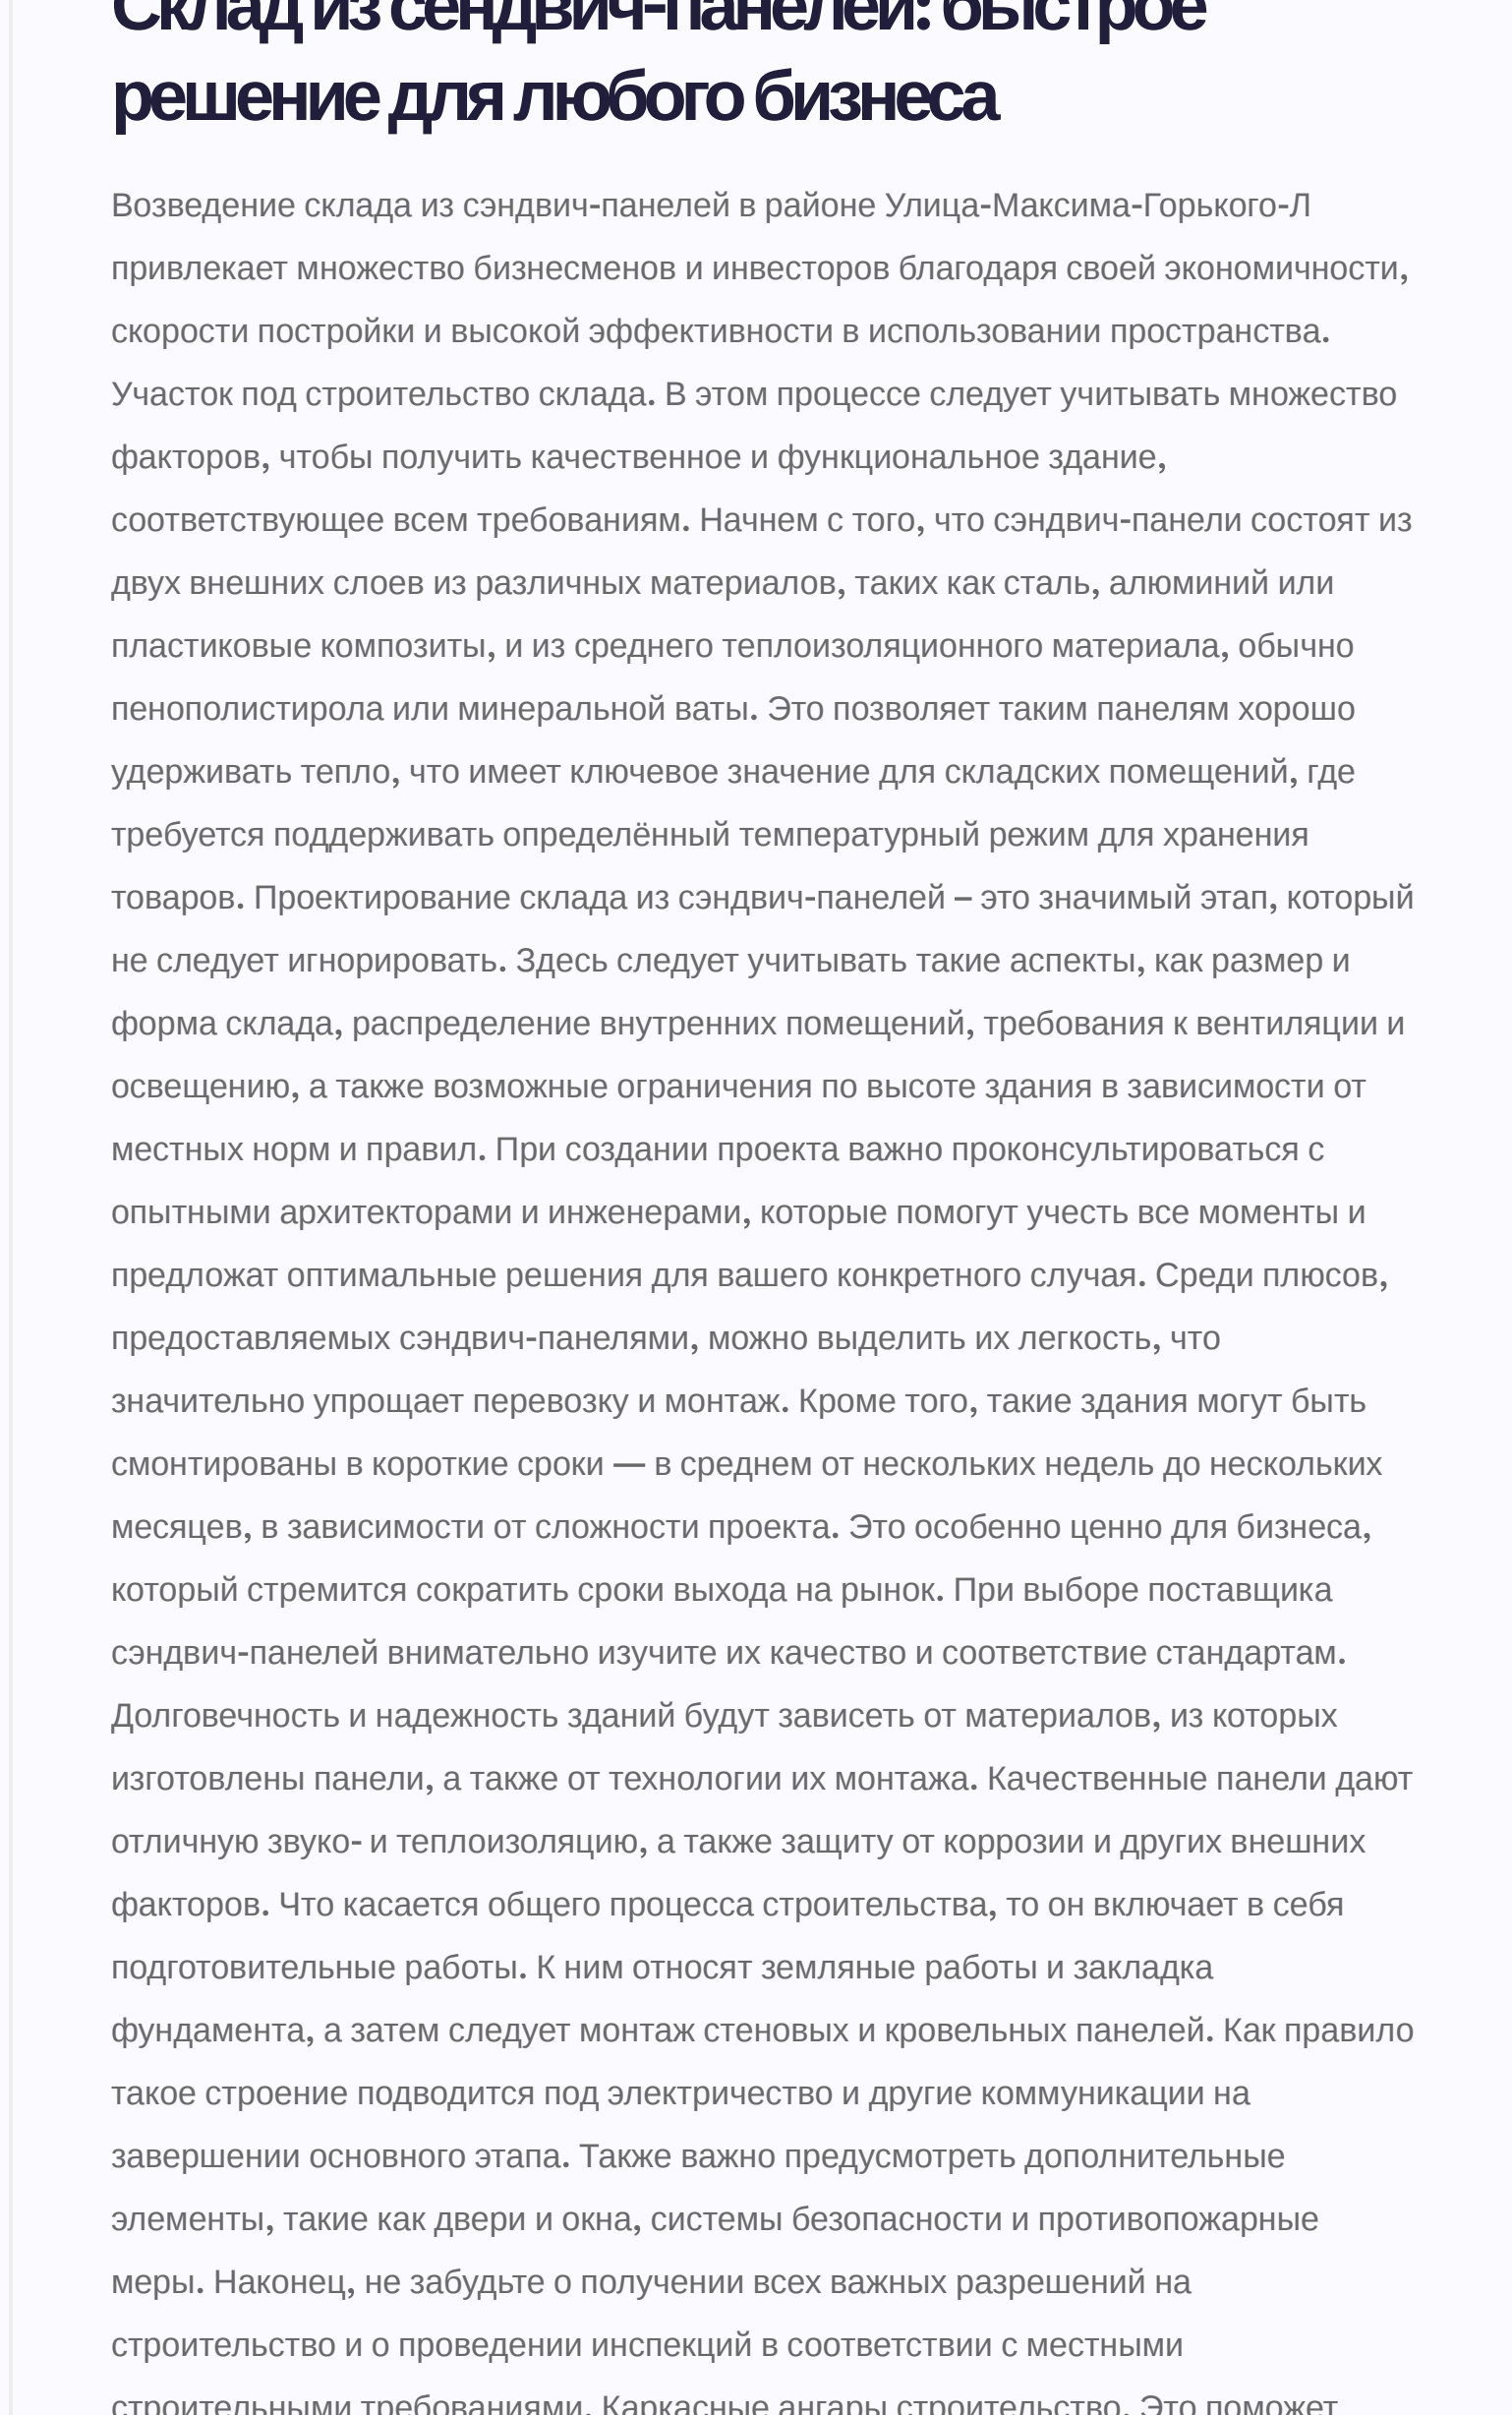 Склад из сендвич-панелей: быстрое
решение для любого бизнеса
Возведение склада из сэндвич-панелей в районе Улица-Максима-Горького-Л
привлекает множество бизнесменов и инвесторов благодаря своей экономичности,
скорости постройки и высокой эффективности в использовании пространства.
Участок под строительство склада. В этом процессе следует учитывать множество
факторов, чтобы получить качественное и функциональное здание,
соответствующее всем требованиям. Начнем с того, что сэндвич-панели состоят из
двух внешних слоев из различных материалов, таких как сталь, алюминий или
пластиковые композиты, и из среднего теплоизоляционного материала, обычно
пенополистирола или минеральной ваты. Это позволяет таким панелям хорошо
удерживать тепло, что имеет ключевое значение для складских помещений, где
требуется поддерживать определённый температурный режим для хранения
товаров. Проектирование склада из сэндвич-панелей – это значимый этап, который
не следует игнорировать. Здесь следует учитывать такие аспекты, как размер и
форма склада, распределение внутренних помещений, требования к вентиляции и
освещению, а также возможные ограничения по высоте здания в зависимости от
местных норм и правил. При создании проекта важно проконсультироваться с
опытными архитекторами и инженерами, которые помогут учесть все моменты и
предложат оптимальные решения для вашего конкретного случая. Среди плюсов,
предоставляемых сэндвич-панелями, можно выделить их легкость, что
значительно упрощает перевозку и монтаж. Кроме того, такие здания могут быть
смонтированы в короткие сроки — в среднем от нескольких недель до нескольких
месяцев, в зависимости от сложности проекта. Это особенно ценно для бизнеса,
который стремится сократить сроки выхода на рынок. При выборе поставщика
сэндвич-панелей внимательно изучите их качество и соответствие стандартам.
Долговечность и надежность зданий будут зависеть от материалов, из которых
изготовлены панели, а также от технологии их монтажа. Качественные панели дают
отличную звуко- и теплоизоляцию, а также защиту от коррозии и других внешних
факторов. Что касается общего процесса строительства, то он включает в себя
подготовительные работы. К ним относят земляные работы и закладка
фундамента, а затем следует монтаж стеновых и кровельных панелей. Как правило
такое строение подводится под электричество и другие коммуникации на
завершении основного этапа. Также важно предусмотреть дополнительные
элементы, такие как двери и окна, системы безопасности и противопожарные
меры. Наконец, не забудьте о получении всех важных разрешений на
строительство и о проведении инспекций в соответствии с местными
строительными требованиями. Каркасные ангары строительство. Это поможет